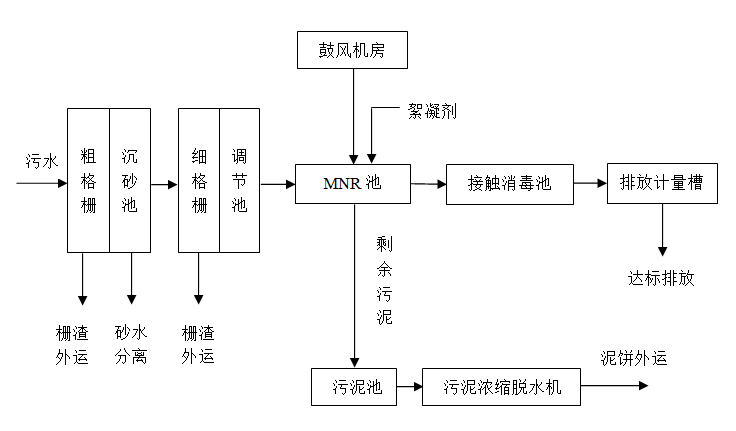 鼓风机房
絮凝剂
污水
粗格栅
沉砂池
细格栅
调节池
MNR 池
接触消毒池
排放计量槽
剩余污泥
达标排放
栅渣
外运
砂水
分离
栅渣
外运
污泥池
污泥浓缩脱水机
泥饼外运